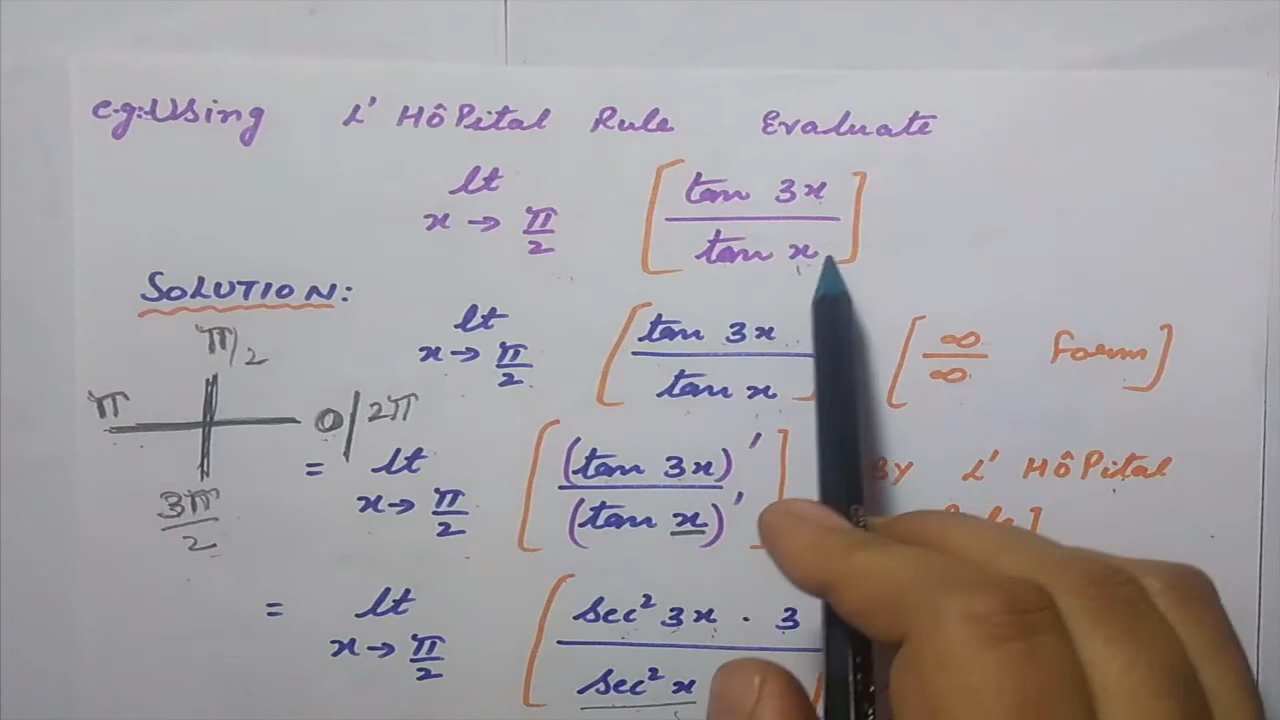 e.g:- Using L' HôPital Rule Evaluate
lt x → π/2 [tan 3x / tan x]
SOLUTION:
lt x → π/2 [tan 3x / tan x] [∞/∞ Form]
π/2
π 0/2π
3π/2
= lt x → π/2 [(tan 3x)' / (tan x)'] By L' HôPital
= lt x → π/2 [sec² 3x . 3 / sec² x]